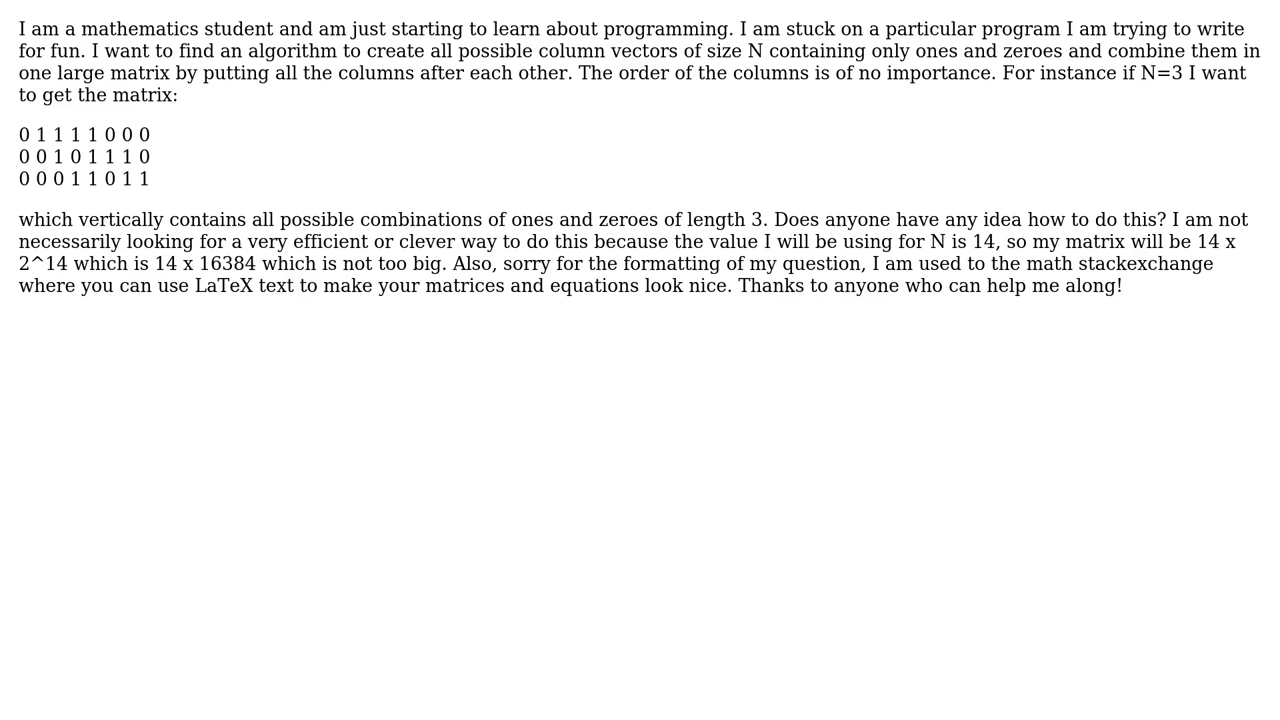 I am a mathematics student and am just starting to learn about programming. I am stuck on a particular program I am trying to write
for fun. I want to find an algorithm to create all possible column vectors of size N containing only ones and zeroes and combine them in
one large matrix by putting all the columns after each other. The order of the columns is of no importance. For instance if N=3 I want
to get the matrix:
0 1 1 1 1 0 0 0
0 0 1 0 1 1 1 0
0 0 0 1 1 0 1 1
which vertically contains all possible combinations of ones and zeroes of length 3. Does anyone have any idea how to do this? I am not
necessarily looking for a very efficient or clever way to do this because the value I will be using for N is 14, so my matrix will be 14 x
2^14 which is 14 x 16384 which is not too big. Also, sorry for the formatting of my question, I am used to the math stackexchange
where you can use LaTeX text to make your matrices and equations look nice. Thanks to anyone who can help me along!